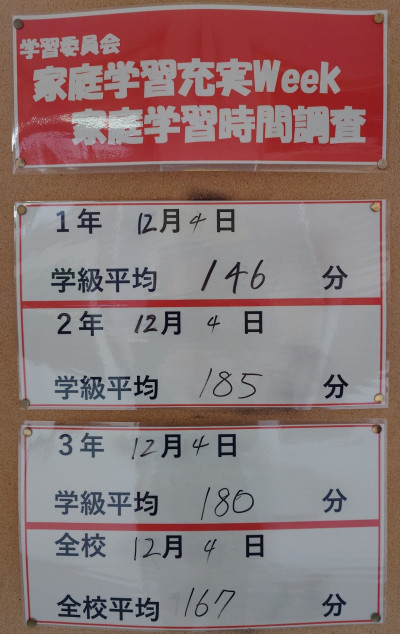 学習委員会
家庭学習充実Week
家庭学習時間調査
1年 12月4日
学級平均 146 分
2年 12月 4 日
学級平均 185 分
3年 12月4日
学級平均 180 分
全校 12月 4 日
全校平均 167 分